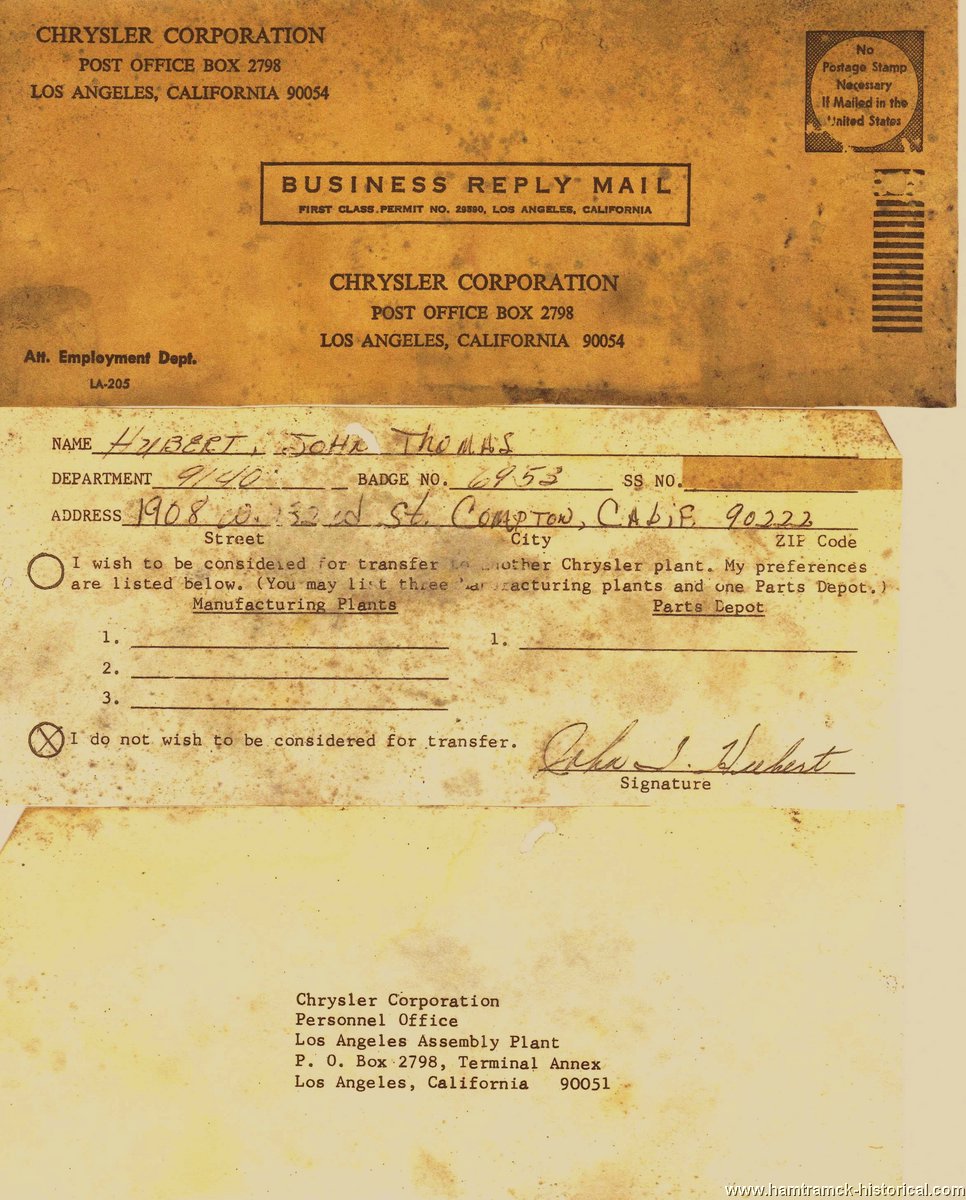 CHRYSLER CORPORATION
POST OFFICE BOX 2798
LOS ANGELES, CALIFORNIA 90054
No
Postage Stamp
Necessary
If Mailed in the
United States
BUSINESS REPLY MAIL
FIRST CLASS PERMIT NO. 28590, LOS ANGELES, CALIFORNIA
CHRYSLER CORPORATION
POST OFFICE BOX 2798
LOS ANGELES, CALIFORNIA 90054
Att. Employment Dept.
LA-205
NAME HUBERT, JOHN THOMAS
DEPARTMENT 9140 BADGE NO. 6953 SS NO.
ADDRESS 1908 W. 132nd St. COMPTON, CALIF. 90222
Street City ZIP Code
I wish to be considered for transfer to another Chrysler plant. My preferences
are listed below. (You may list three manufacturing plants and one Parts Depot.)
Manufacturing Plants Parts Depot
1. 1.
2.
3.
I do not wish to be considered for transfer. John T. Hubert
Signature
Chrysler Corporation
Personnel Office
Los Angeles Assembly Plant
P. O. Box 2798, Terminal Annex
Los Angeles, California 90051
www.hamtramck-historical.com